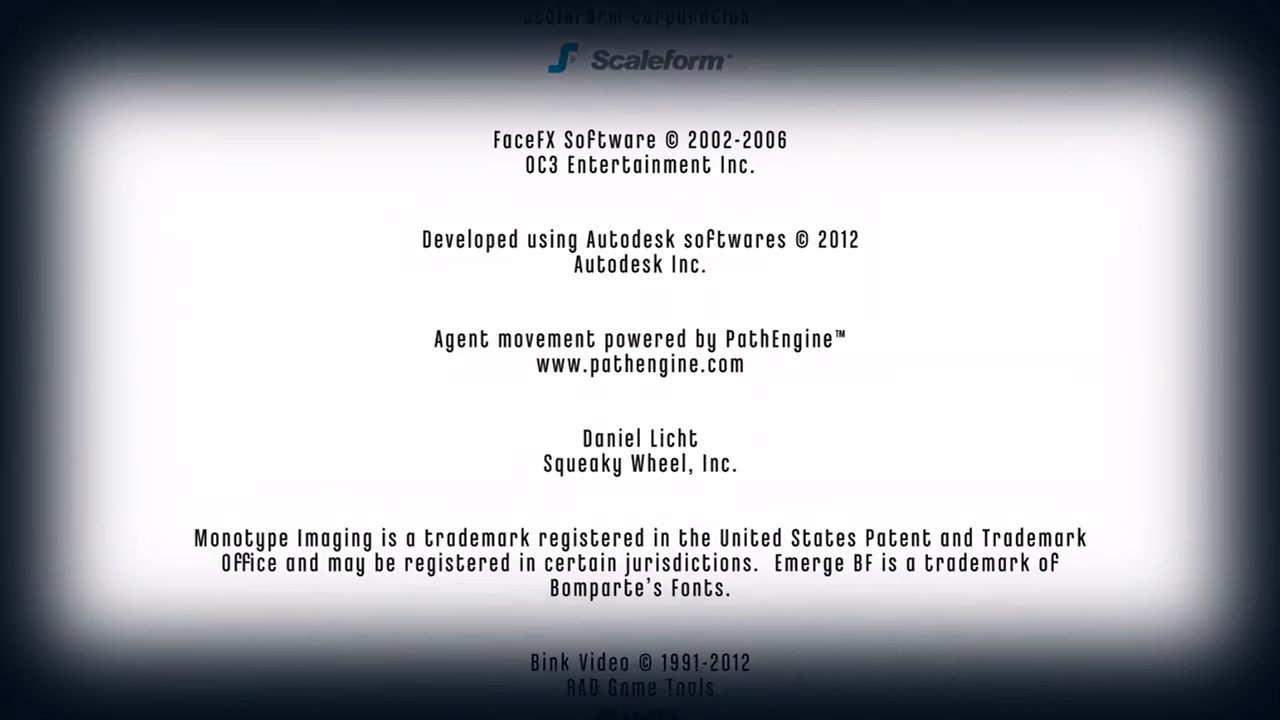 Scaleform Corporation
Scaleform
FaceFX Software © 2002-2006
OC3 Entertainment Inc.
Developed using Autodesk softwares © 2012
Autodesk Inc.
Agent movement powered by PathEngine™
www.pathengine.com
Daniel Licht
Squeaky Wheel, Inc.
Monotype Imaging is a trademark registered in the United States Patent and Trademark
Office and may be registered in certain jurisdictions.  Emerge BF is a trademark of
Bomparte's Fonts.
Bink Video © 1991-2012
RAD Game Tools